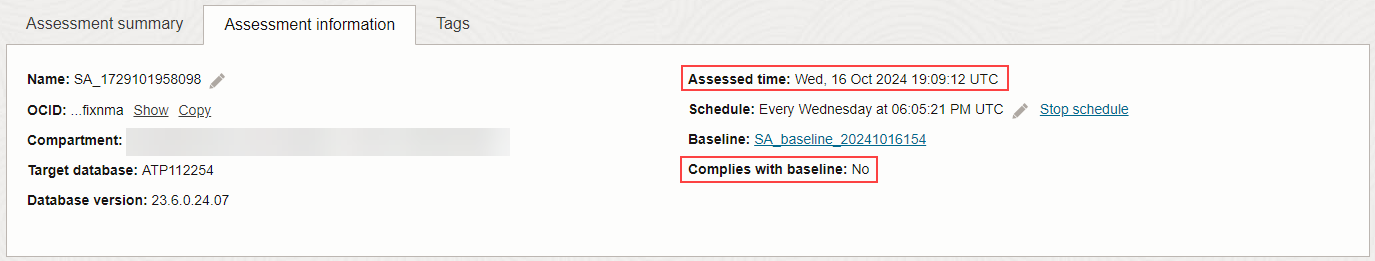 Assessment summary
Assessment information
Tags
Name: SA_1729101958098
OCID: ...fixnma Show Copy
Compartment:
Target database: ATP112254
Database version: 23.6.0.24.07
Assessed time: Wed, 16 Oct 2024 19:09:12 UTC
Schedule: Every Wednesday at 06:05:21 PM UTC Stop schedule
Baseline: SA_baseline_20241016154
Complies with baseline: No